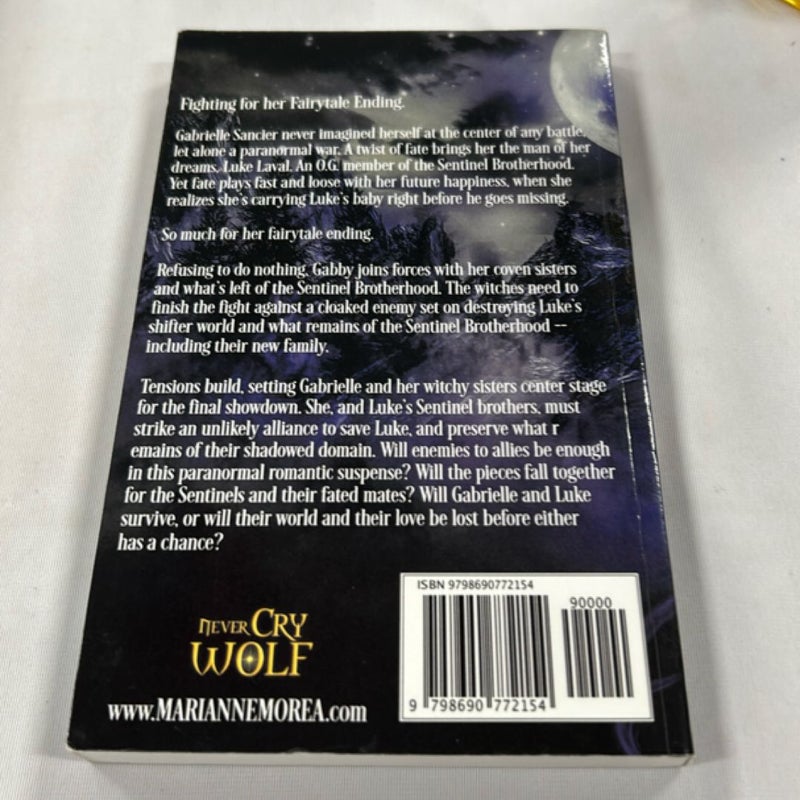 Fighting for her Fairytale Ending.
Gabrielle Sancier never imagined herself at the center of any battle,
let alone a paranormal war. A twist of fate brings her the man of her
dreams, Luke Laval. An O.G. member of the Sentinel Brotherhood.
Yet fate plays fast and loose with her future happiness, when she
realizes she's carrying Luke's baby right before he goes missing.
So much for her fairytale ending.
Refusing to do nothing, Gabby joins forces with her coven sisters
and what's left of the Sentinel Brotherhood. The witches need to
finish the fight against a cloaked enemy set on destroying Luke's
shifter world and what remains of the Sentinel Brotherhood --
including their new family.
Tensions build, setting Gabrielle and her witchy sisters center stage
for the final showdown. She, and Luke's Sentinel brothers, must
strike an unlikely alliance to save Luke, and preserve what r
emains of their shadowed domain. Will enemies to allies be enough
in this paranormal romantic suspense? Will the pieces fall together
for the Sentinels and their fated mates? Will Gabrielle and Luke
survive, or will their world and their love be lost before either
has a chance?
NEVER CRY
WOLF
www.MARIANNEMOREA.com
ISBN 9798690772154
90000
9 798690 772154